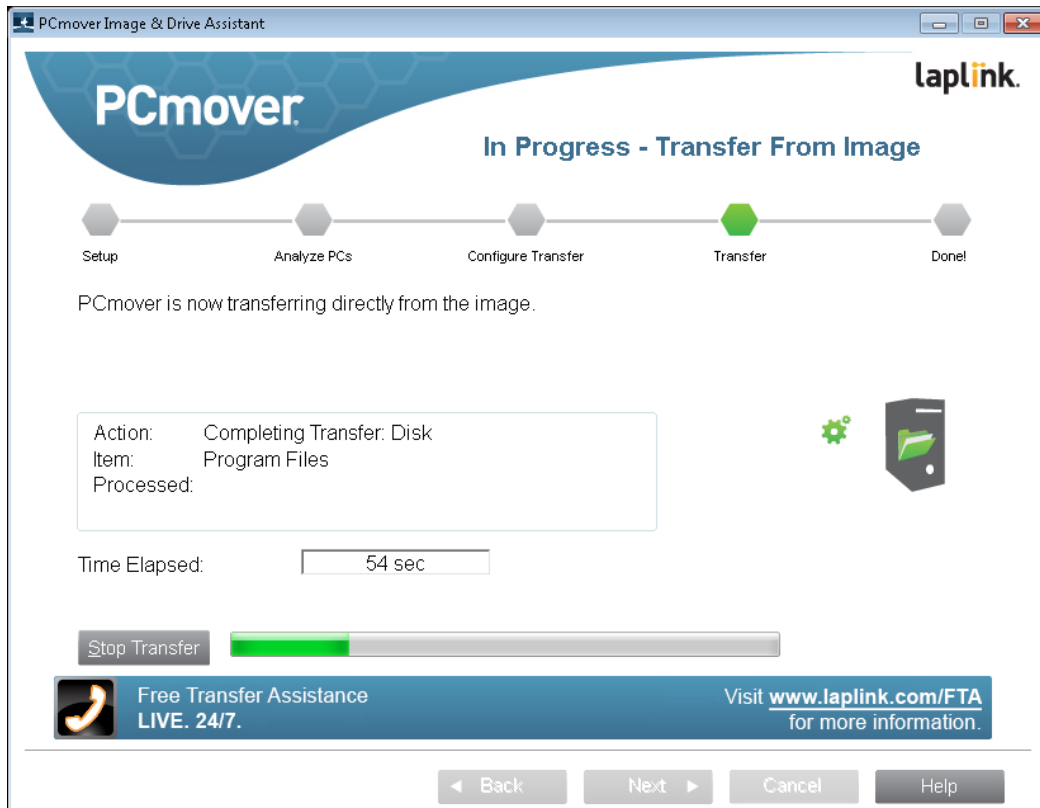 PCmover Image & Drive Assistant
laplink.
PCmover.
In Progress - Transfer From Image
Setup
Analyze PCs
Configure Transfer
Transfer
Done!
PCmover is now transferring directly from the image.
Action: Completing Transfer: Disk
Item: Program Files
Processed:
Time Elapsed: 54 sec
Stop Transfer
Free Transfer Assistance
LIVE. 24/7.
Visit www.laplink.com/FTA
for more information.
Back
Next
Cancel
Help